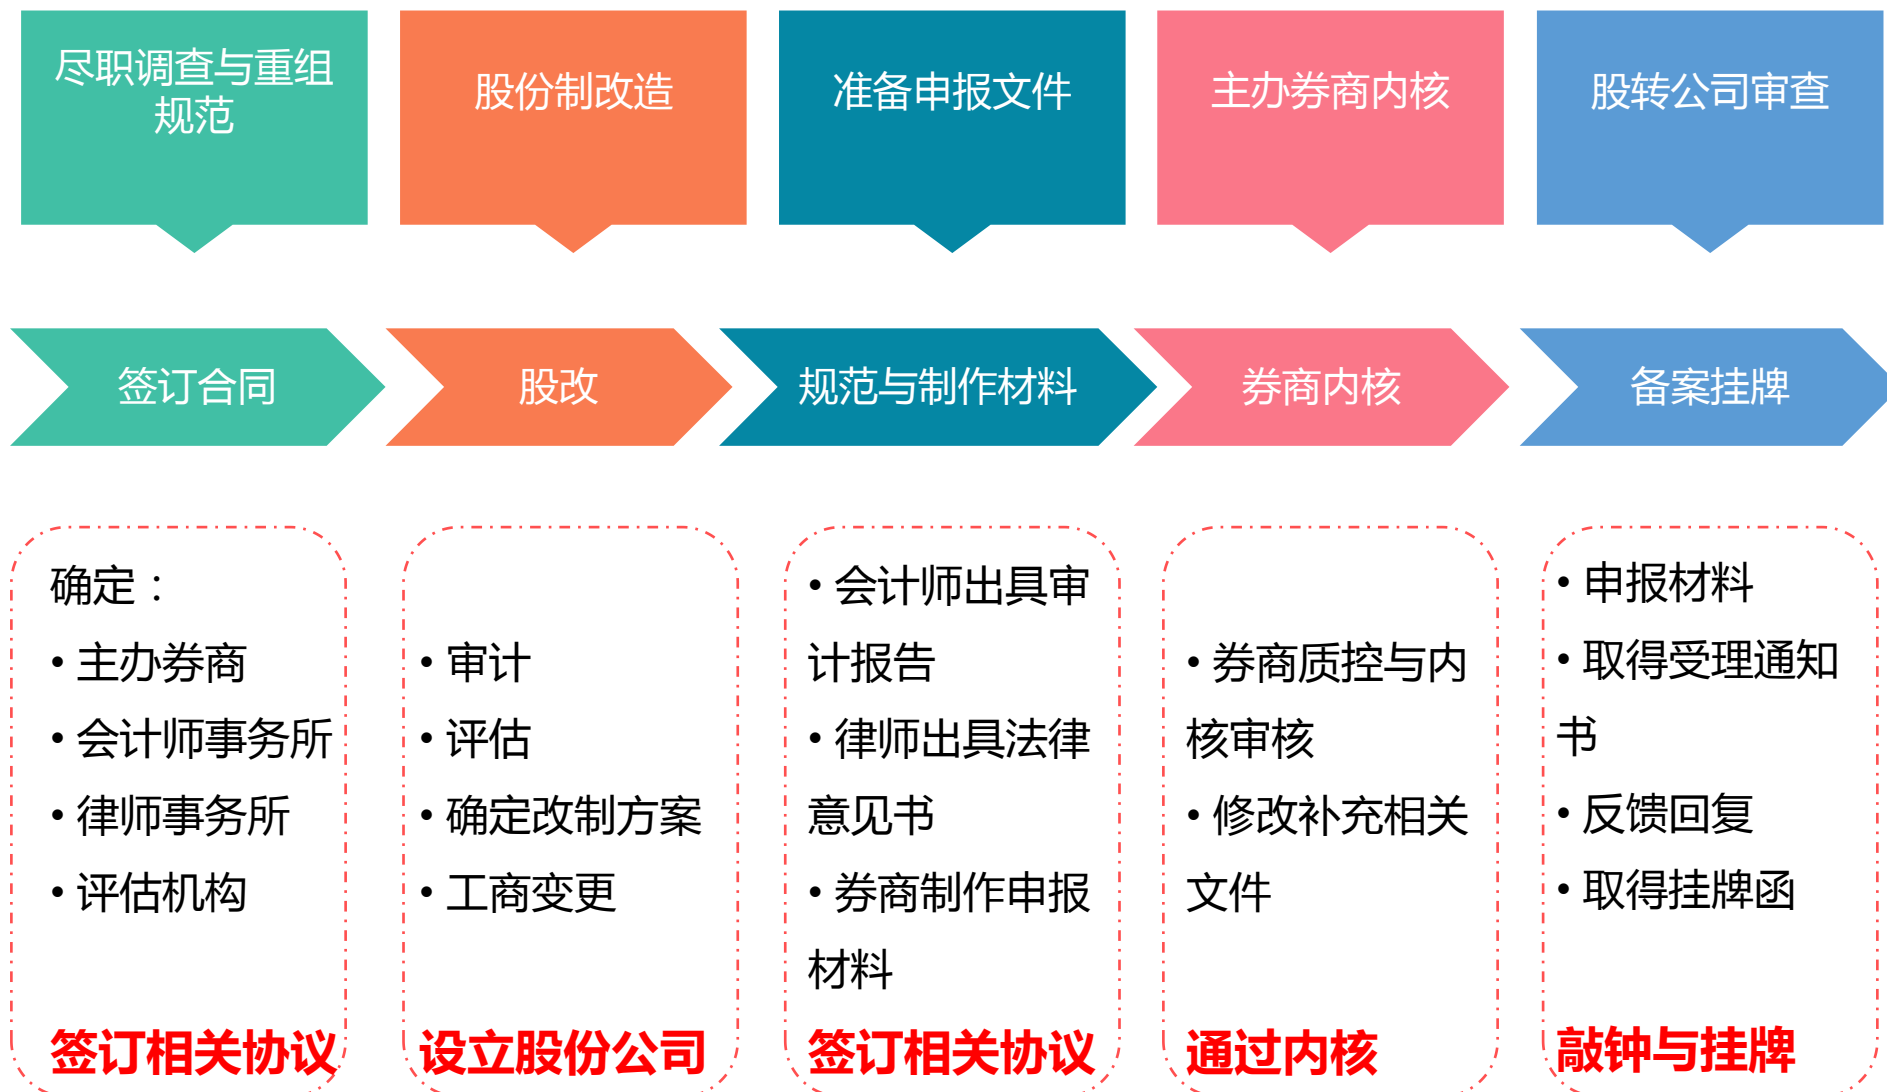 尽职调查与重组
规范
股份制改造
准备申报文件
主办券商内核
股转公司审查
签订合同
股改
规范与制作材料
券商内核
备案挂牌
确定：
• 主办券商
• 会计师事务所
• 律师事务所
• 评估机构
签订相关协议
• 审计
• 评估
• 确定改制方案
• 工商变更
设立股份公司
• 会计师出具审
计报告
• 律师出具法律
意见书
• 券商制作申报
材料
签订相关协议
• 券商质控与内
核审核
• 修改补充相关
文件
通过内核
• 申报材料
• 取得受理通知
书
• 反馈回复
• 取得挂牌函
敲钟与挂牌